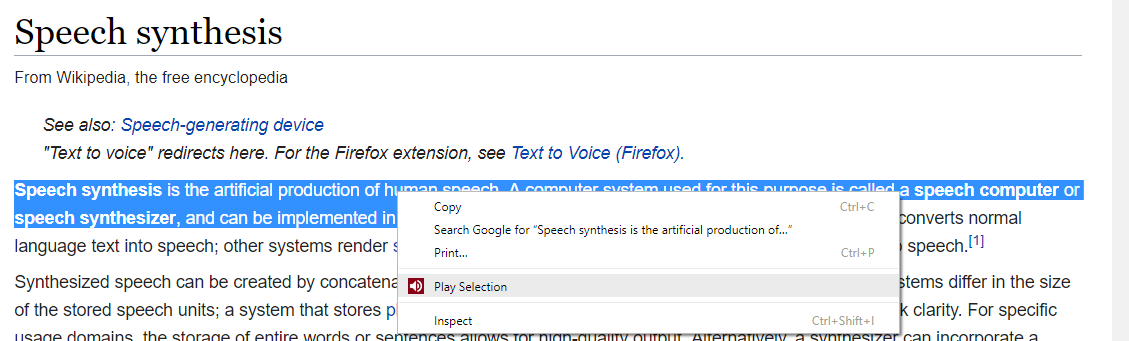 Speech synthesis
From Wikipedia, the free encyclopedia
See also: Speech-generating device
"Text to voice" redirects here. For the Firefox extension, see Text to Voice (Firefox).
Speech synthesis is the artificial production of human speech. A computer system used for this purpose is called a speech computer or
speech synthesizer, and can be implemented in
converts normal
language text into speech; other systems render
speech.[1]
Synthesized speech can be created by concatena
stems differ in the size
of the stored speech units; a system that stores
clarity. For specific
usage domains, the storage of entire words or sentences allows for high-quality output. Alternatively, a synthesizer can incorporate a
Copy Ctrl+C
Search Google for “Speech synthesis is the artificial production of...”
Print... Ctrl+P
Play Selection
Inspect Ctrl+Shift+I